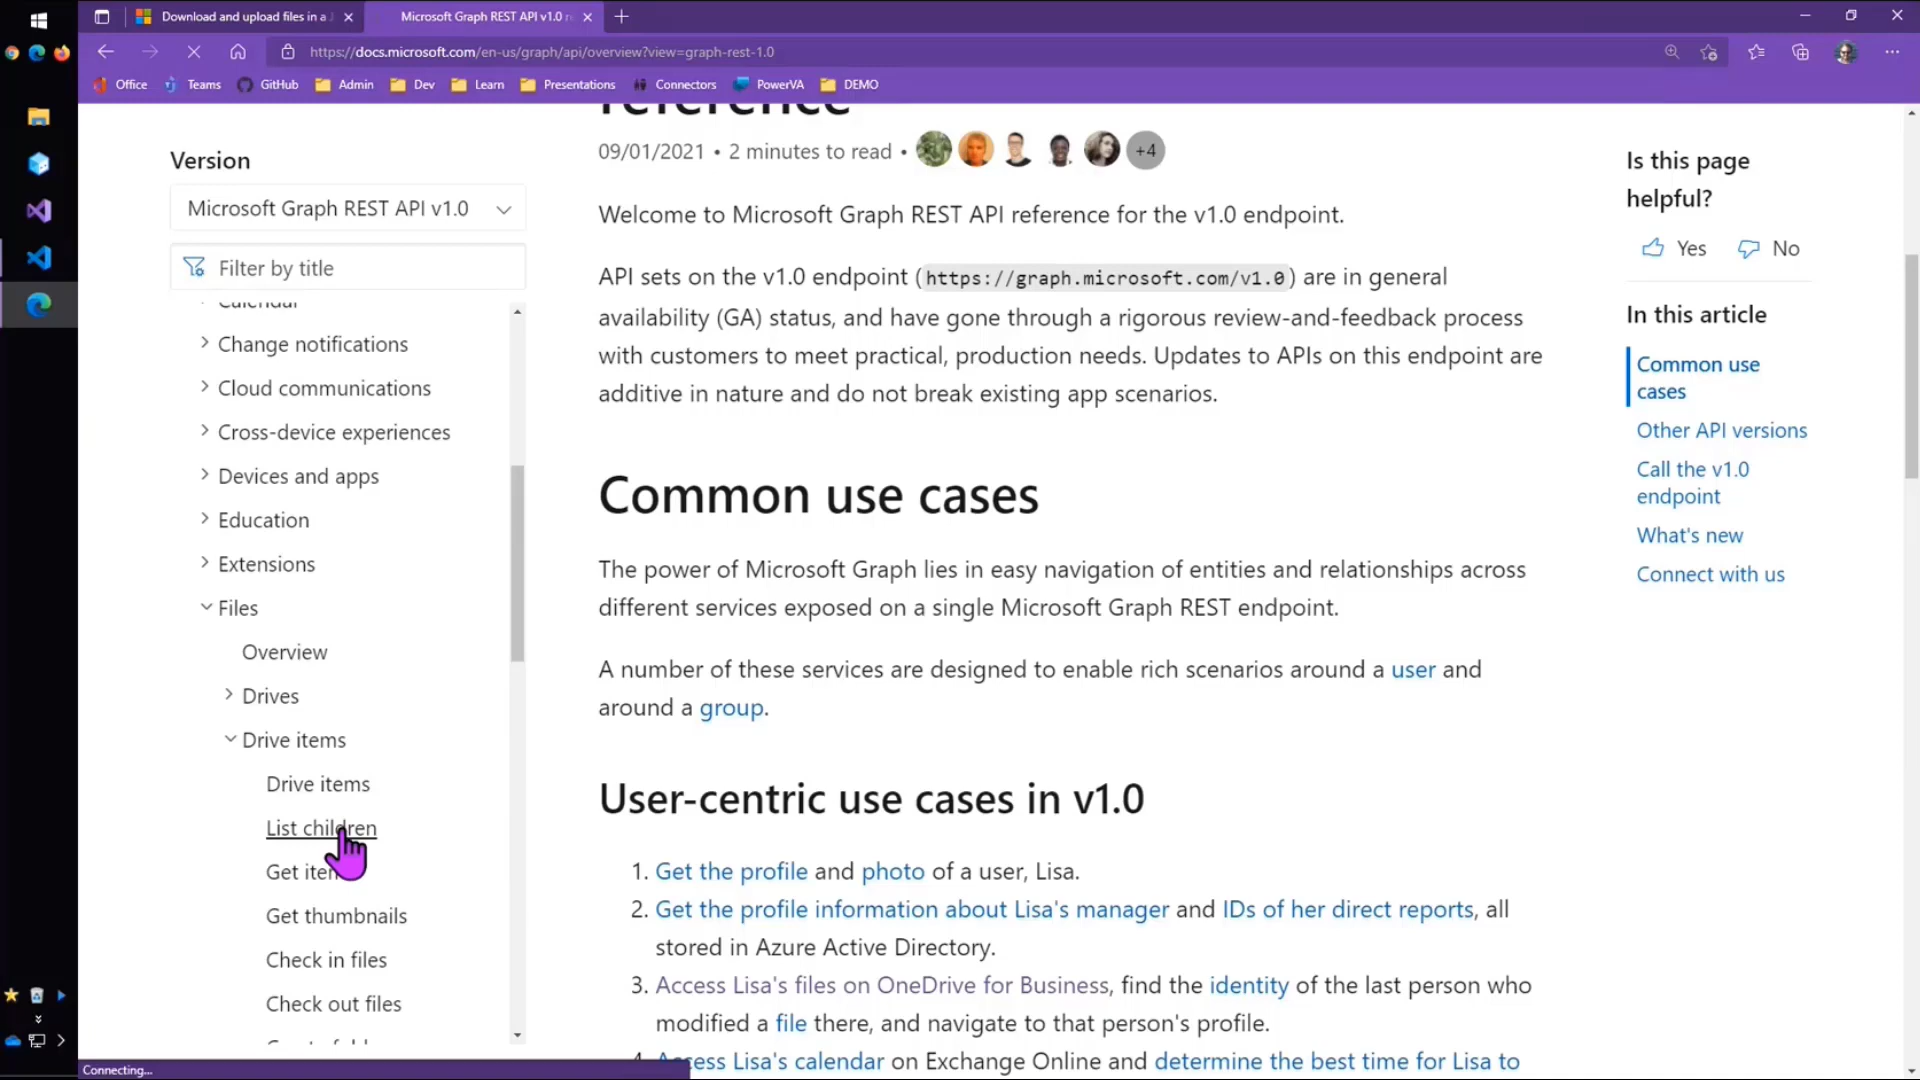 Download and upload files in a J
Microsoft Graph REST API v1.0 r
https://docs.microsoft.com/en-us/graph/api/overview?view=graph-rest-1.0
Office
Teams
GitHub
Admin
Dev
Learn
Presentations
Connectors
PowerVA
DEMO
Version
Microsoft Graph REST API v1.0
Filter by title
Calendar
Change notifications
Cloud communications
Cross-device experiences
Devices and apps
Education
Extensions
Files
Overview
Drives
Drive items
Drive items
List children
Get item
Get thumbnails
Check in files
Check out files
reference
09/01/2021 • 2 minutes to read •
+4
Welcome to Microsoft Graph REST API reference for the v1.0 endpoint.
API sets on the v1.0 endpoint (https://graph.microsoft.com/v1.0) are in general
availability (GA) status, and have gone through a rigorous review-and-feedback process
with customers to meet practical, production needs. Updates to APIs on this endpoint are
additive in nature and do not break existing app scenarios.
Common use cases
The power of Microsoft Graph lies in easy navigation of entities and relationships across
different services exposed on a single Microsoft Graph REST endpoint.
A number of these services are designed to enable rich scenarios around a user and
around a group.
User-centric use cases in v1.0
1. Get the profile and photo of a user, Lisa.
2. Get the profile information about Lisa's manager and IDs of her direct reports, all
stored in Azure Active Directory.
3. Access Lisa's files on OneDrive for Business, find the identity of the last person who
modified a file there, and navigate to that person's profile.
4. Access Lisa's calendar on Exchange Online and determine the best time for Lisa to
Is this page
helpful?
Yes
No
In this article
Common use
cases
Other API versions
Call the v1.0
endpoint
What's new
Connect with us
Connecting...